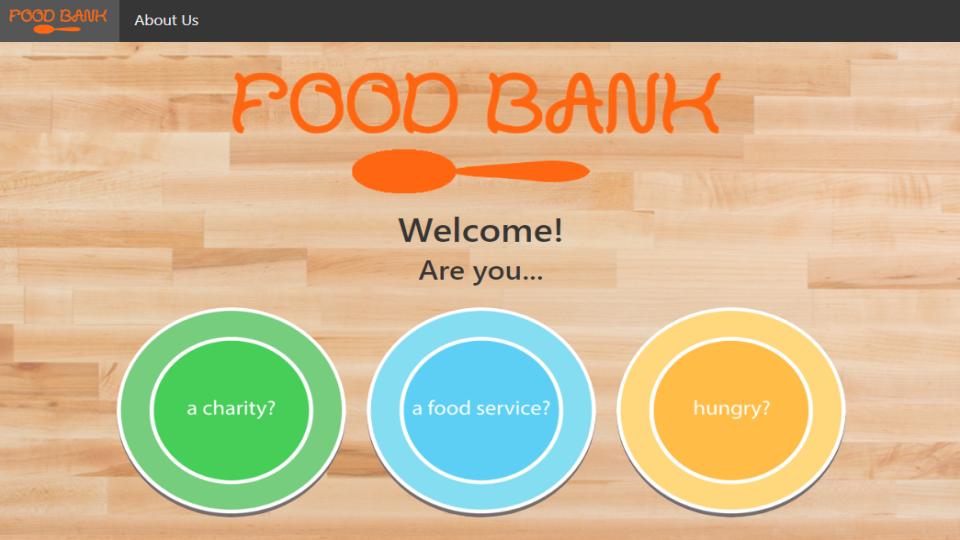 FOOD BANK
About Us
FOOD BANK
Welcome!
Are you...
a charity?
a food service?
hungry?